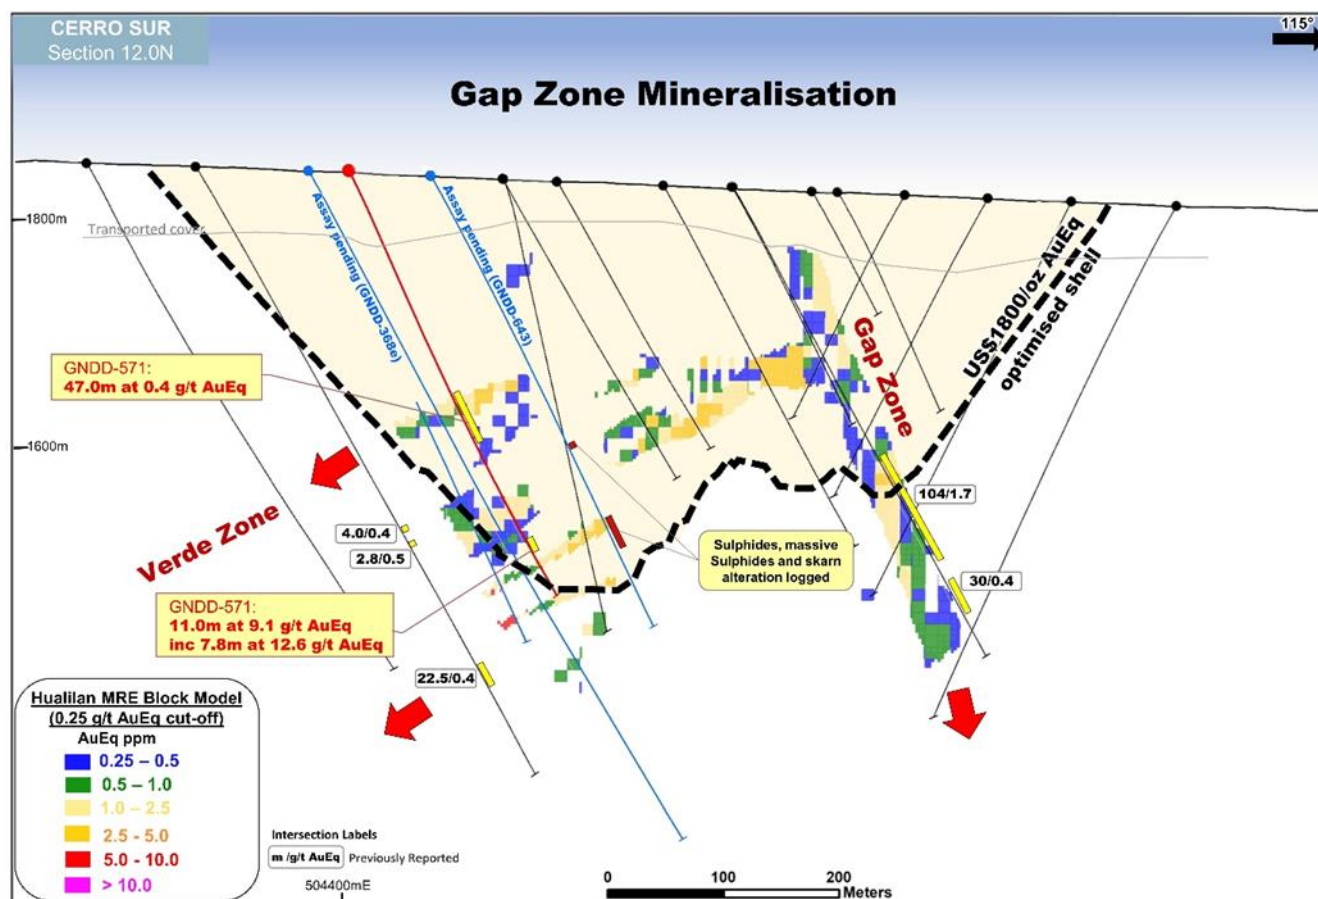 CERRO SUR
Section 12.0N
115°
Gap Zone Mineralisation
1800m
Transported cover
Assay pending (GNDD-368e)
Assay pending (GNDD-643)
Gap Zone
US$1800/oz AuEq
optimised shell
GNDD-571:
47.0m at 0.4 g/t AuEq
1600m
Verde Zone
4.0/0.4
2.8/0.5
104/1.7
Sulphides, massive
Sulphides and skarn
alteration logged
30/0.4
GNDD-571:
11.0m at 9.1 g/t AuEq
inc 7.8m at 12.6 g/t AuEq
22.5/0.4
Hualilan MRE Block Model
(0.25 g/t AuEq cut-off)
AuEq ppm
0.25 – 0.5
0.5 – 1.0
1.0 – 2.5
2.5 - 5.0
5.0 - 10.0
> 10.0
Intersection Labels
m /g/t AuEq Previously Reported
504400mE
0 100 200
Meters